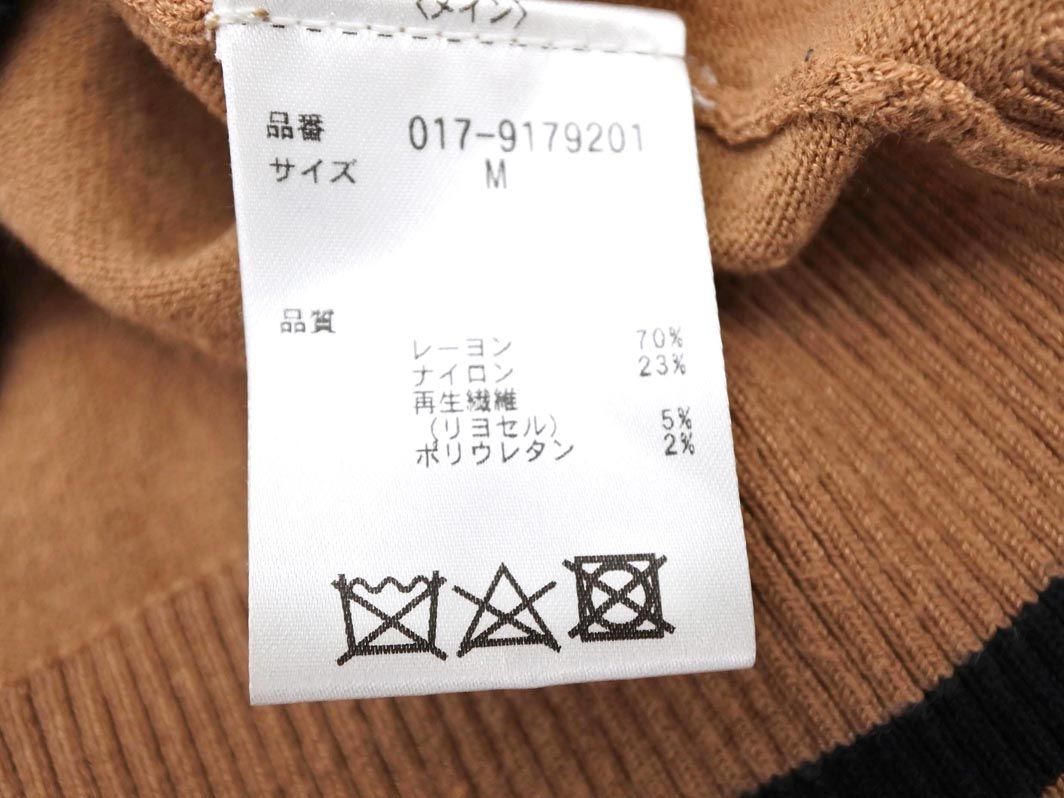 〈メイン〉
品番 017-9179201
サイズ M
品質
レーヨン 70%
ナイロン 23%
再生繊維
(リヨセル) 5%
ポリウレタン 2%